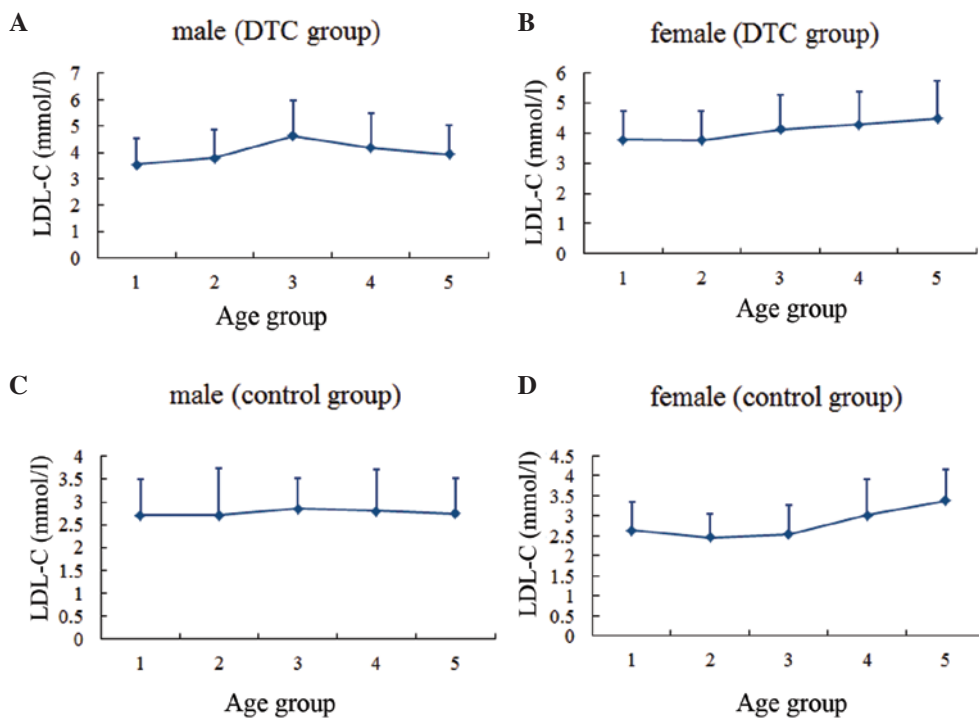 A
male (DTC group)
LDL-C (mmol/l)
7
6
5
4
3
2
1
0
1 2 3 4 5
Age group
B
female (DTC group)
LDL-C (mmol/l)
6
5
4
3
2
1
0
1 2 3 4 5
Age group
C
male (control group)
LDL-C (mmol/l)
4
3.5
3
2.5
2
1.5
1
0.5
0
1 2 3 4 5
Age group
D
female (control group)
LDL-C (mmol/l)
4.5
4
3.5
3
2.5
2
1.5
1
0.5
0
1 2 3 4 5
Age group